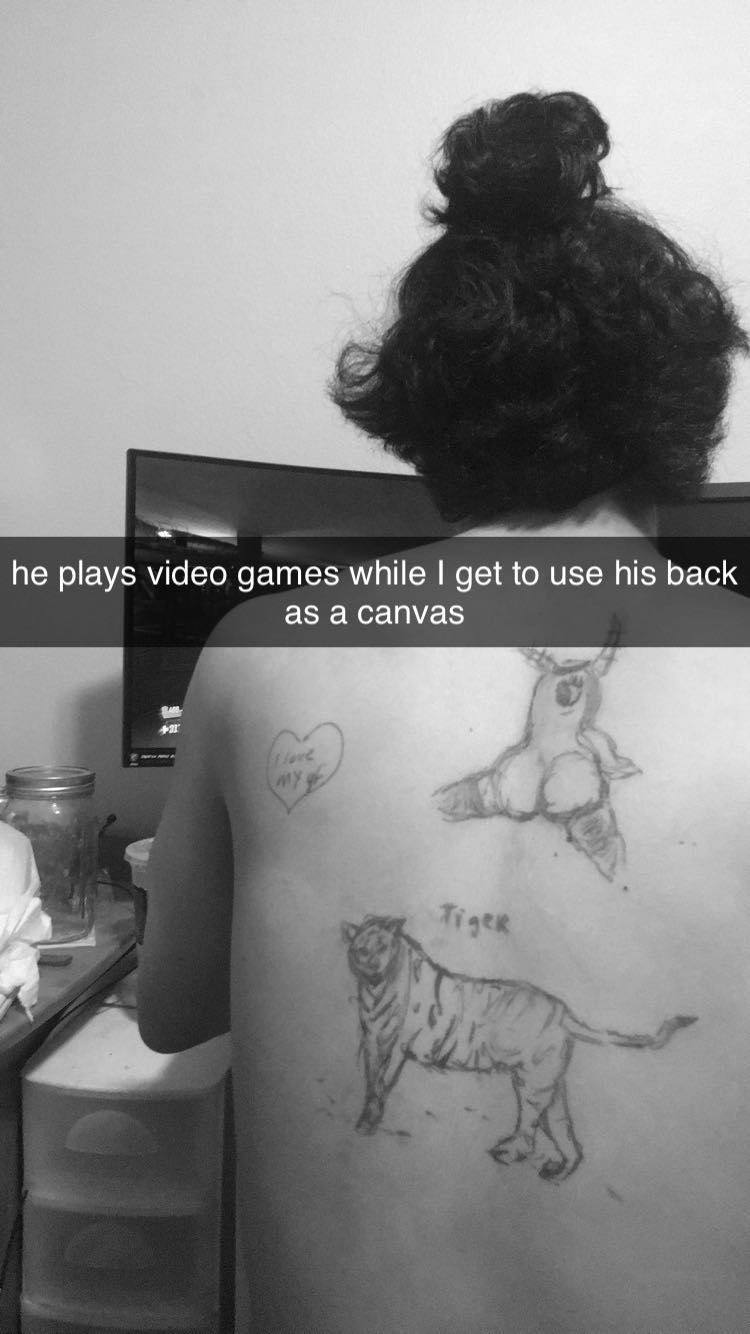 he plays video games while I get to use his back
as a canvas
I love
my gf
Tiger